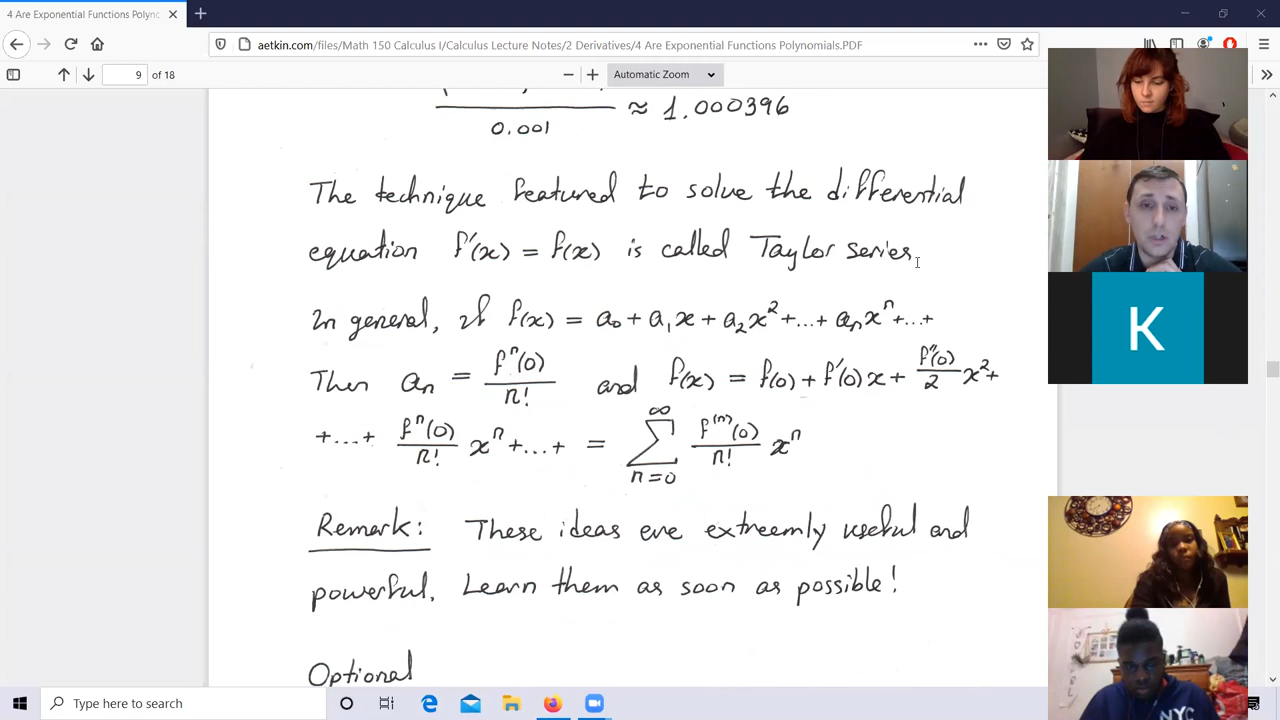 4 Are Exponential Functions Polync
aetkin.com/files/Math 150 Calculus I/Calculus Lecture Notes/2 Derivatives/4 Are Exponential Functions Polynomials.PDF
9 of 18
Automatic Zoom
0.001 ≈ 1.000396
The technique featured to solve the differential
equation f'(x) = f(x) is called Taylor series.
In general, if f(x) = a₀ + a₁x + a₂x² + ... + aₙxⁿ + ... +
Then aₙ = fⁿ(0)/n! and f(x) = f(0) + f'(0)x + f''(0)/2 x² +
+ ... + fⁿ(0)/n! xⁿ + ... + = ∑ₙ₌₀^∞ f⁽ⁿ⁾(0)/n! xⁿ
Remark: These ideas are extreemly useful and
powerful. Learn them as soon as possible!
Optional
K
NYC
Type here to search